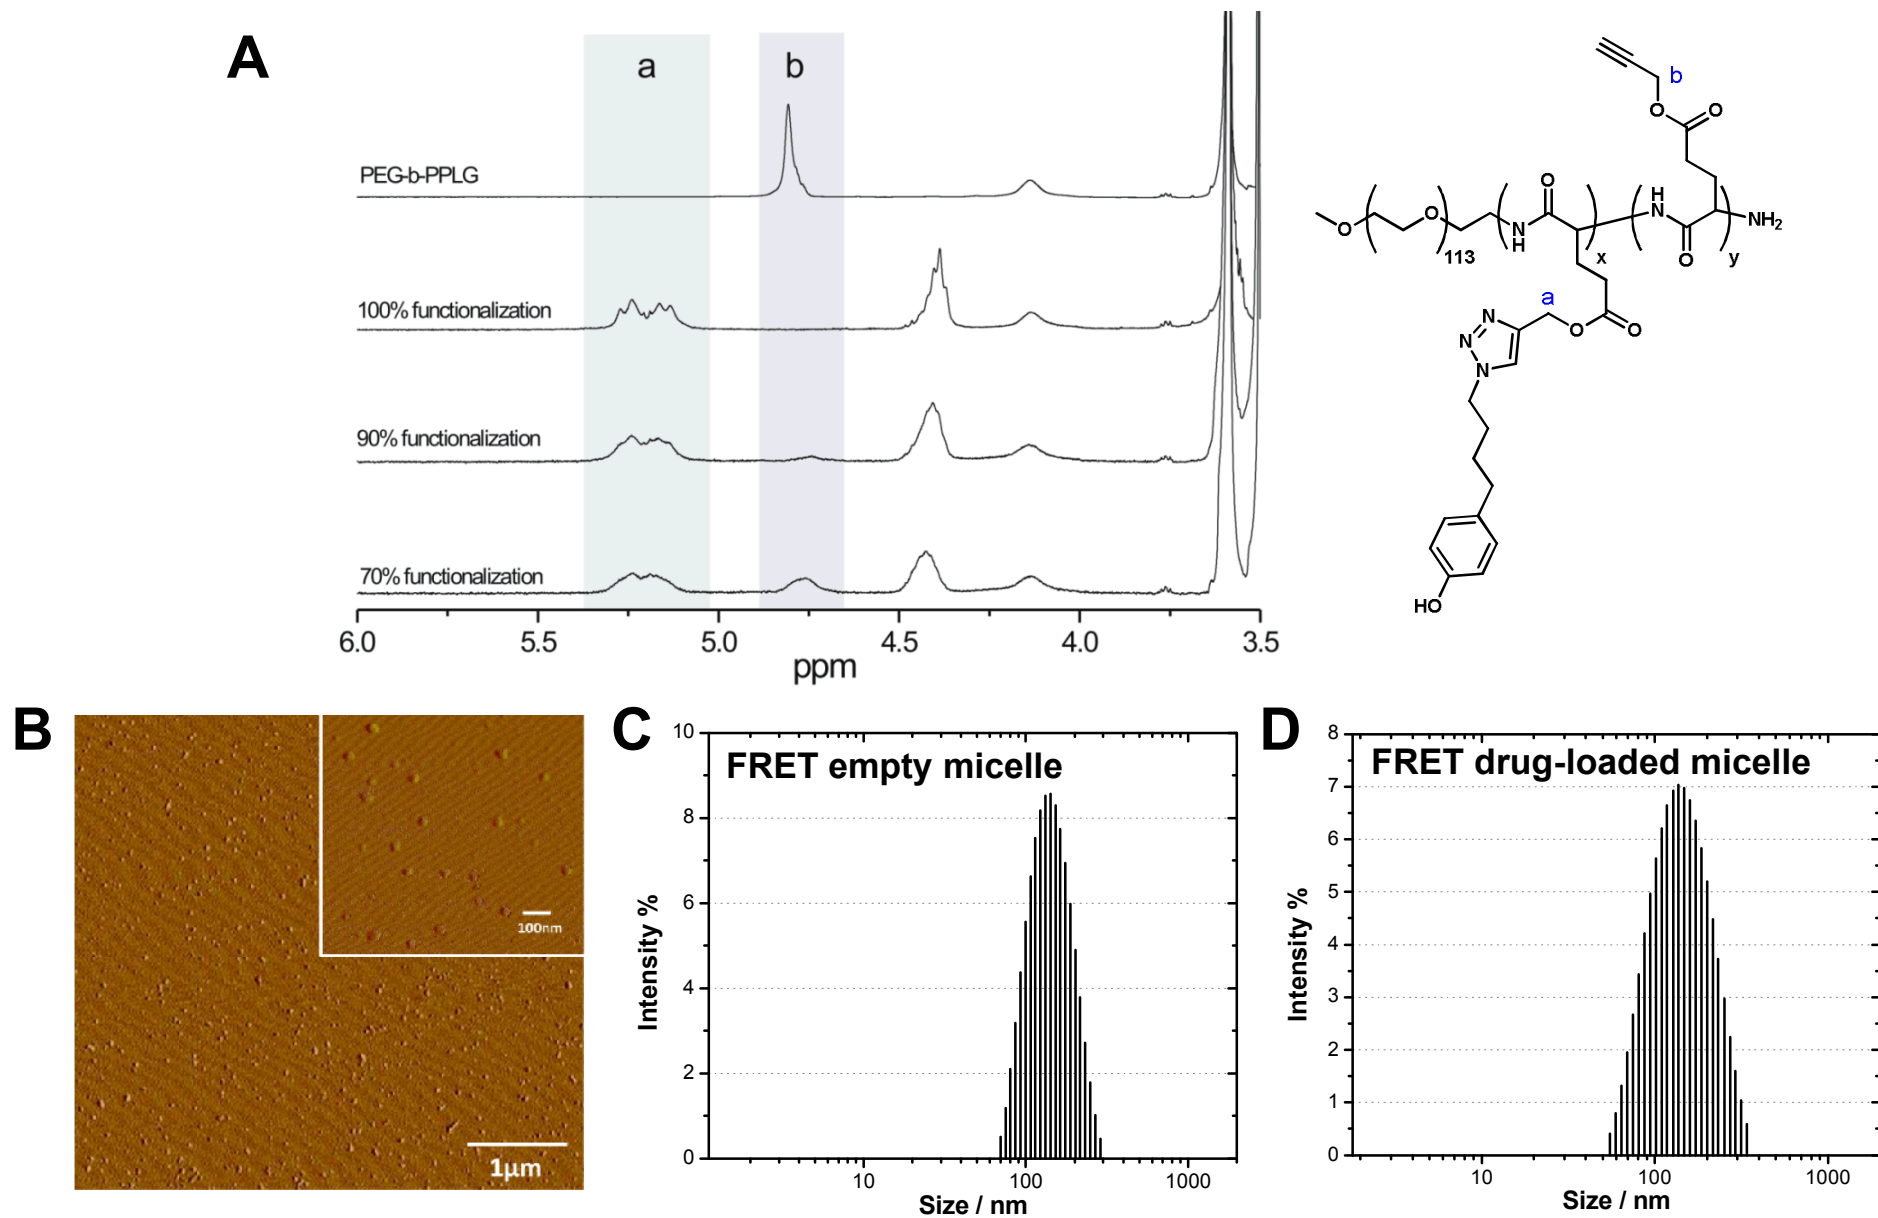 A
a
b
PEG-b-PPLG
100% functionalization
90% functionalization
70% functionalization
6.0 5.5 5.0 4.5 4.0 3.5
ppm
b
O
O
O
H
N
NH2
O
O
N
H
113
x
O
y
a
N
N
N
O
O
HO
B
100nm
1µm
C
FRET empty micelle
10
8
6
4
2
0
Intensity %
10 100 1000
Size / nm
D
FRET drug-loaded micelle
8
7
6
5
4
3
2
1
0
Intensity %
10 100 1000
Size / nm